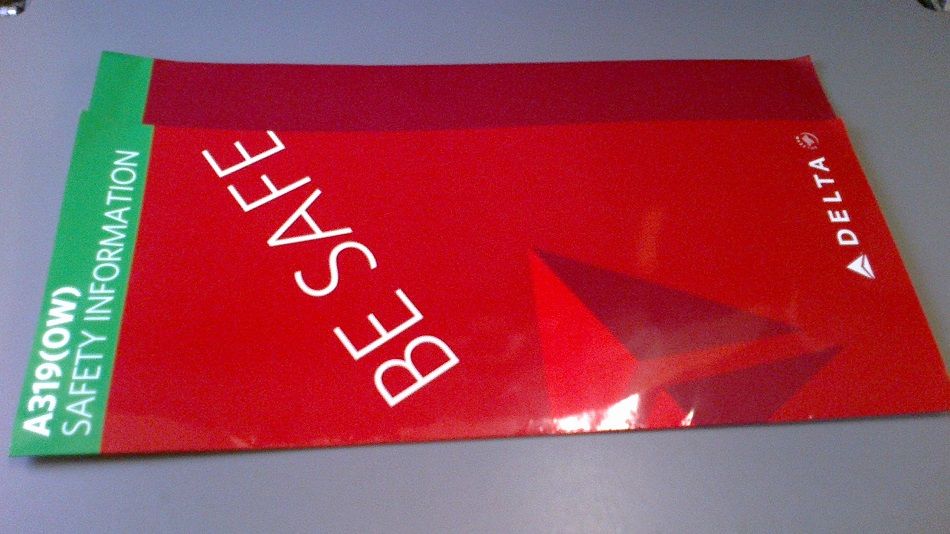 A319(OW)
SAFETY INFORMATION
BE SAFE
DELTA